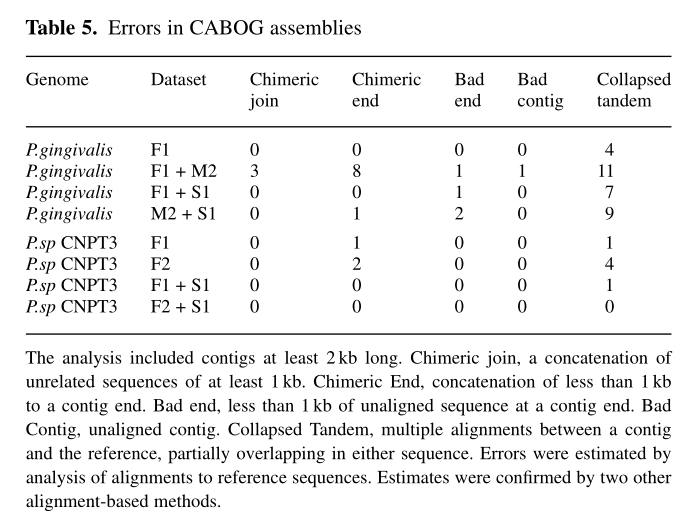 Table 5. Errors in CABOG assemblies
Genome Dataset Chimeric join Chimeric end Bad end Bad contig Collapsed tandem
P.gingivalis F1 0 0 0 0 4
P.gingivalis F1 + M2 3 8 1 1 11
P.gingivalis F1 + S1 0 0 1 0 7
P.gingivalis M2 + S1 0 1 2 0 9
P.sp CNPT3 F1 0 1 0 0 1
P.sp CNPT3 F2 0 2 0 0 4
P.sp CNPT3 F1 + S1 0 0 0 0 1
P.sp CNPT3 F2 + S1 0 0 0 0 0
The analysis included contigs at least 2 kb long. Chimeric join, a concatenation of
unrelated sequences of at least 1 kb. Chimeric End, concatenation of less than 1 kb
to a contig end. Bad end, less than 1 kb of unaligned sequence at a contig end. Bad
Contig, unaligned contig. Collapsed Tandem, multiple alignments between a contig
and the reference, partially overlapping in either sequence. Errors were estimated by
analysis of alignments to reference sequences. Estimates were confirmed by two other
alignment-based methods.